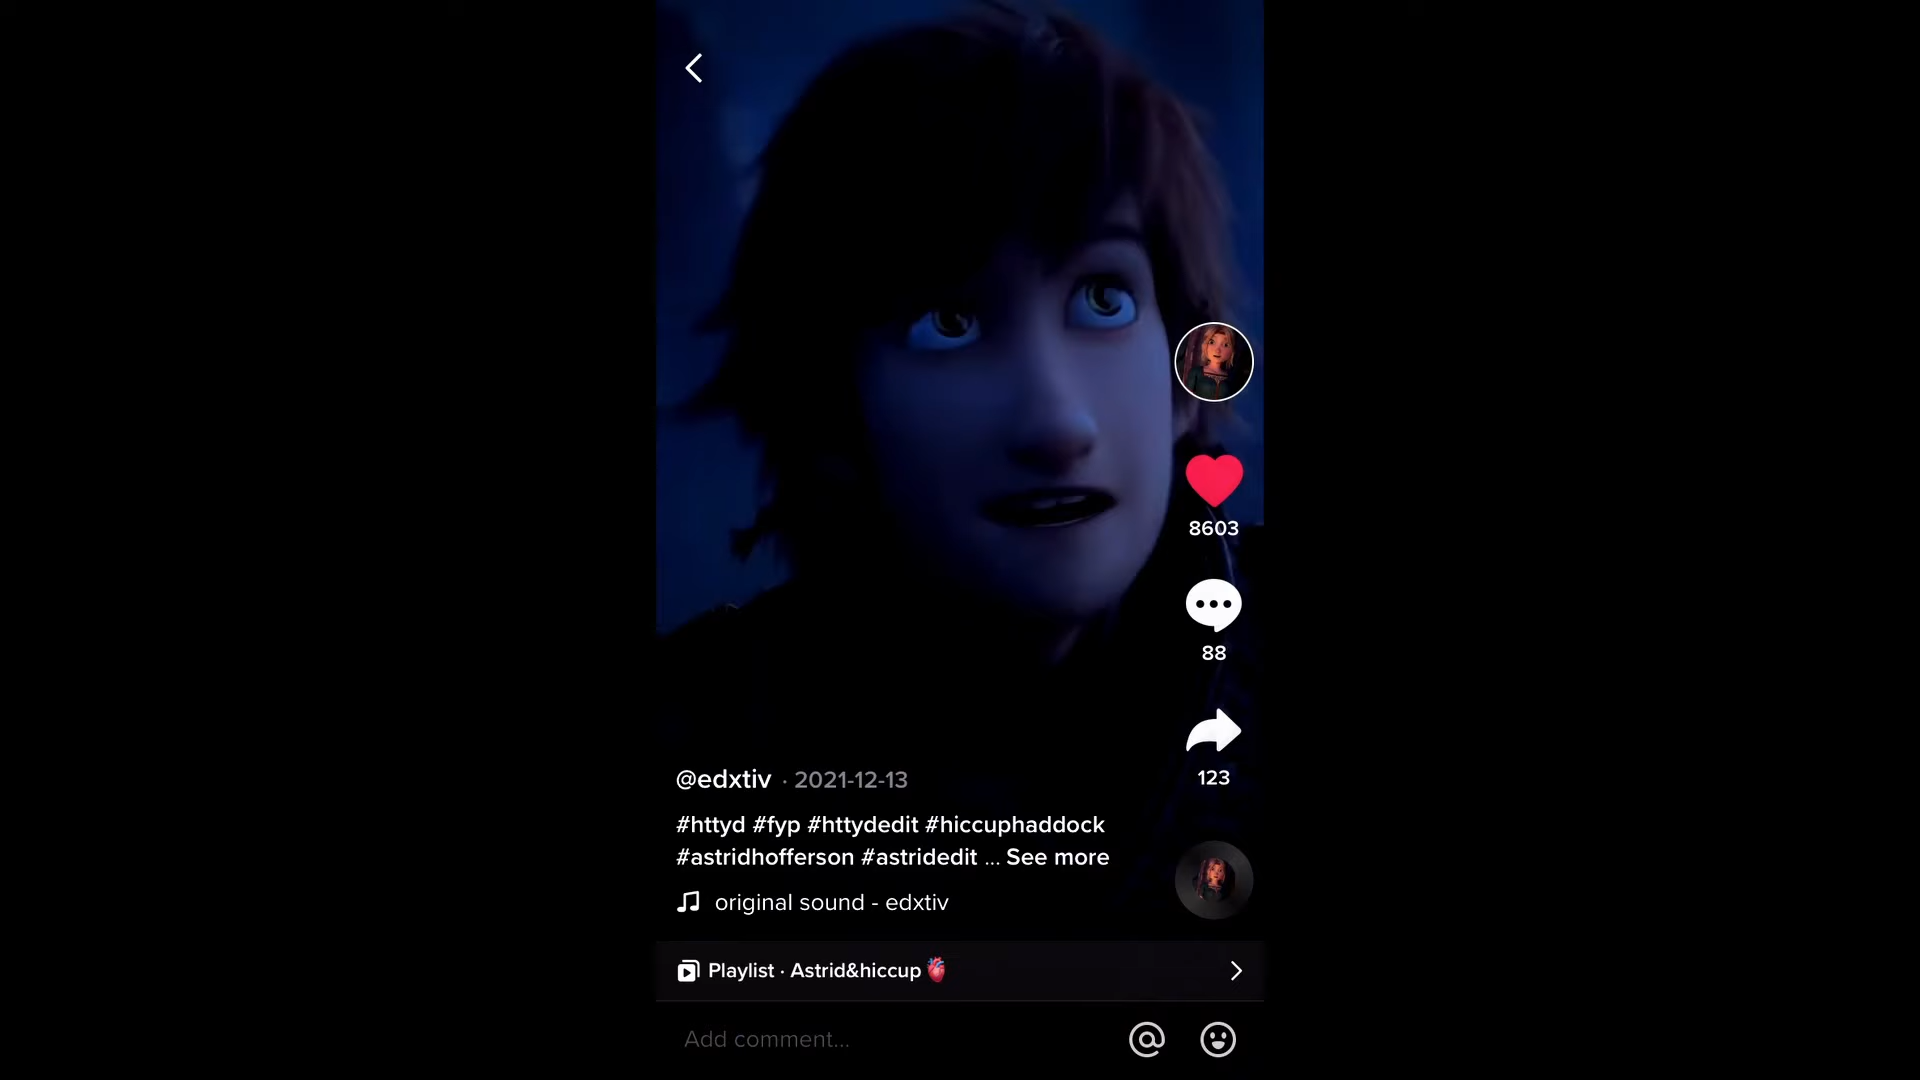 8603
88
123
@edxtiv · 2021-12-13
#httyd #fyp #httydedit #hiccuphaddock
#astridhofferson #astridedit ... See more
original sound - edxtiv
Playlist · Astrid&hiccup🫀
Add comment...